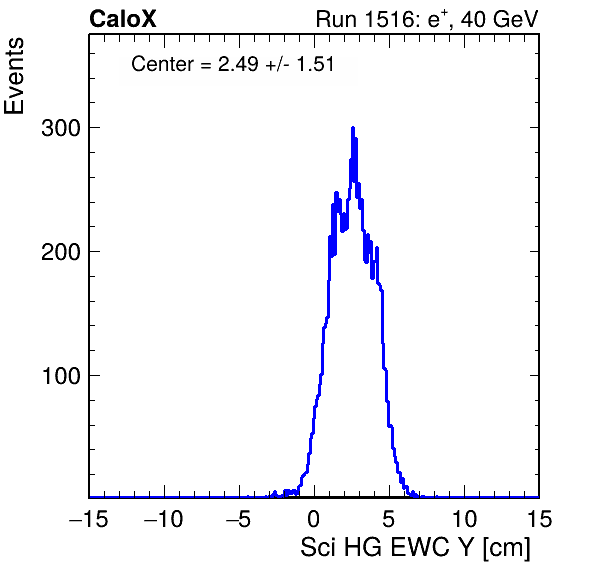 CaloX
Run 1516: e+, 40 GeV
Events
Center = 2.49 +/- 1.51
300
200
100
−15 −10 −5 0 5 10 15
Sci HG EWC Y [cm]